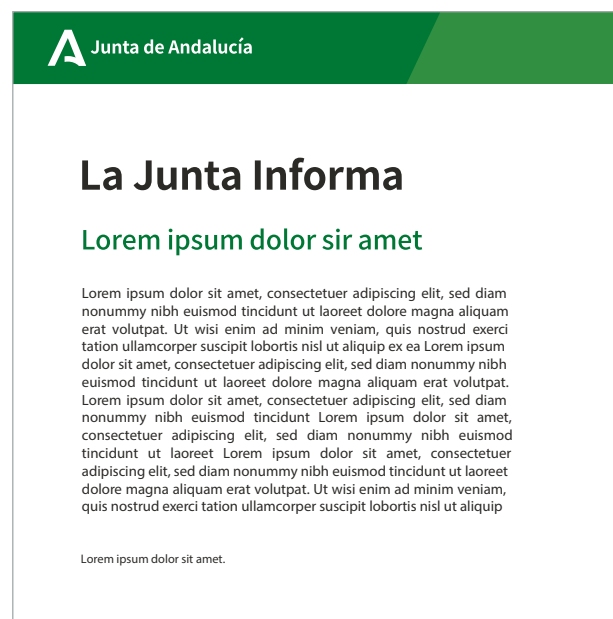 Junta de Andalucía
La Junta Informa
Lorem ipsum dolor sir amet
Lorem ipsum dolor sit amet, consectetuer adipiscing elit, sed diam
nonummy nibh euismod tincidunt ut laoreet dolore magna aliquam
erat volutpat. Ut wisi enim ad minim veniam, quis nostrud exerci
tation ullamcorper suscipit lobortis nisl ut aliquip ex ea Lorem ipsum
dolor sit amet, consectetuer adipiscing elit, sed diam nonummy nibh
euismod tincidunt ut laoreet dolore magna aliquam erat volutpat.
Lorem ipsum dolor sit amet, consectetuer adipiscing elit, sed diam
nonummy nibh euismod tincidunt Lorem ipsum dolor sit amet,
consectetuer adipiscing elit, sed diam nonummy nibh euismod
tincidunt ut laoreet Lorem ipsum dolor sit amet, consectetuer
adipiscing elit, sed diam nonummy nibh euismod tincidunt ut laoreet
dolore magna aliquam erat volutpat. Ut wisi enim ad minim veniam,
quis nostrud exerci tation ullamcorper suscipit lobortis nisl ut aliquip
Lorem ipsum dolor sit amet.